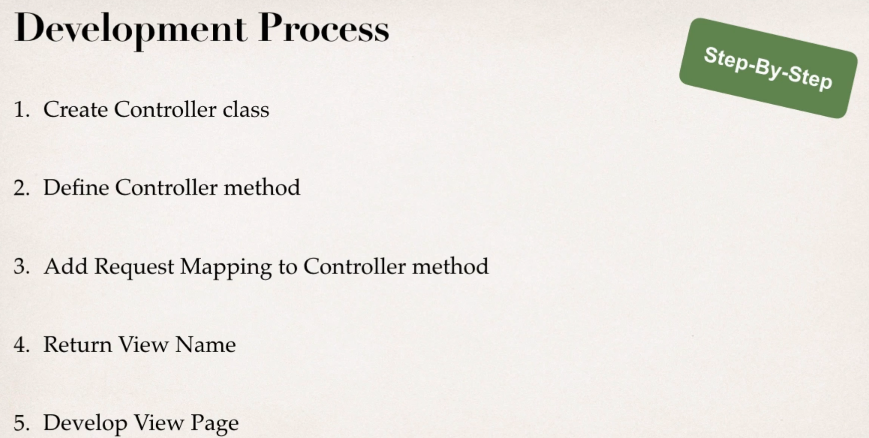 Development Process
Step-By-Step
1. Create Controller class
2. Define Controller method
3. Add Request Mapping to Controller method
4. Return View Name
5. Develop View Page